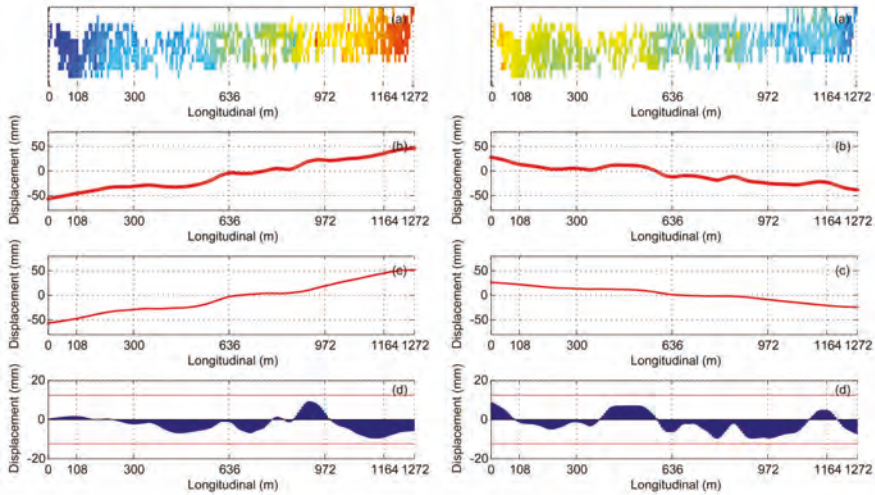 (a)
0 108 300 636 972 1164 1272
Longitudinal (m)
Displacement (mm)
50
0
-50
(b)
0 108 300 636 972 1164 1272
Longitudinal (m)
Displacement (mm)
50
0
-50
(c)
0 108 300 636 972 1164 1272
Longitudinal (m)
Displacement (mm)
20
0
-20
(d)
0 108 300 636 972 1164 1272
Longitudinal (m)
(a)
0 108 300 636 972 1164 1272
Longitudinal (m)
Displacement (mm)
50
0
-50
(b)
0 108 300 636 972 1164 1272
Longitudinal (m)
Displacement (mm)
50
0
-50
(c)
0 108 300 636 972 1164 1272
Longitudinal (m)
Displacement (mm)
20
0
-20
(d)
0 108 300 636 972 1164 1272
Longitudinal (m)